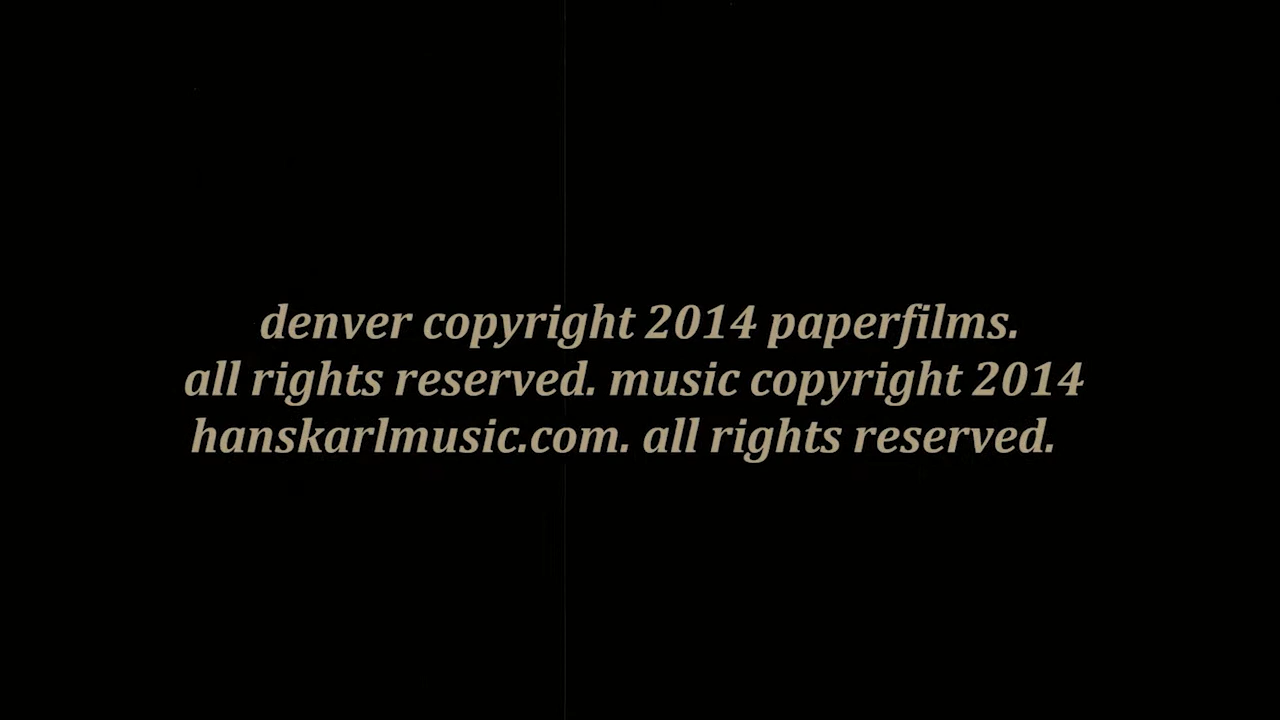 denver copyright 2014 paperfilms.
all rights reserved. music copyright 2014
hanskarlmusic.com. all rights reserved.